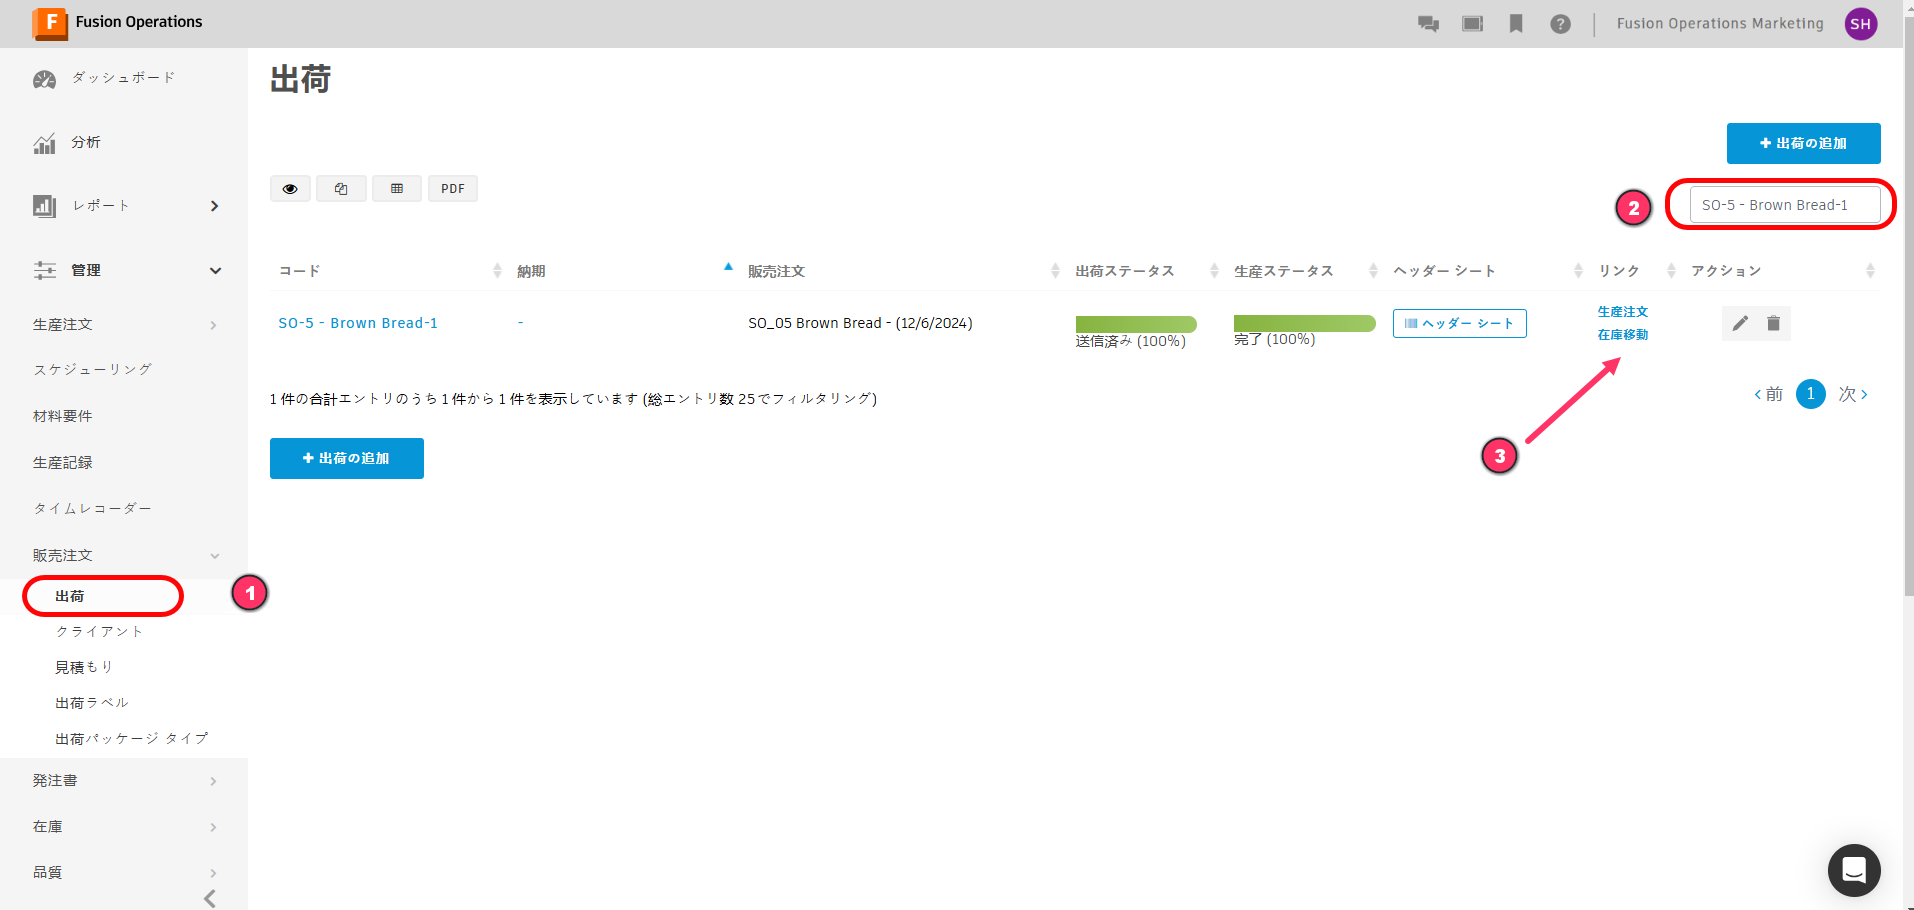 F Fusion Operations
Fusion Operations Marketing SH
ダッシュボード
分析
レポート
管理
生産注文
スケジューリング
材料要件
生産記録
タイムレコーダー
販売注文
出荷
1
クライアント
見積もり
出荷ラベル
出荷パッケージ タイプ
発注書
在庫
品質
出荷
+ 出荷の追加
PDF
2
SO-5 - Brown Bread-1
コード 納期 販売注文 出荷ステータス 生産ステータス ヘッダー シート リンク アクション
SO-5 - Brown Bread-1 - SO_05 Brown Bread - (12/6/2024) 送信済み (100%) 完了 (100%) ヘッダー シート 生産注文
在庫移動
1 件の合計エントリのうち 1 件から 1 件を表示しています (総エントリ数 25 でフィルタリング)
前 1 次
3
+ 出荷の追加